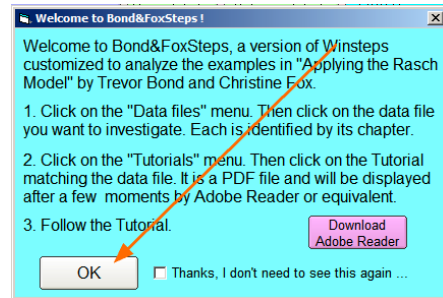 Welcome to Bond&FoxSteps !
Welcome to Bond&FoxSteps, a version of Winsteps
customized to analyze the examples in "Applying the Rasch
Model" by Trevor Bond and Christine Fox.
1. Click on the "Data files" menu. Then click on the data file
you want to investigate. Each is identified by its chapter.
2. Click on the "Tutorials" menu. Then click on the Tutorial
matching the data file. It is a PDF file and will be displayed
after a few moments by Adobe Reader or equivalent.
3. Follow the Tutorial.
Download
Adobe Reader
OK
Thanks, I don't need to see this again ...